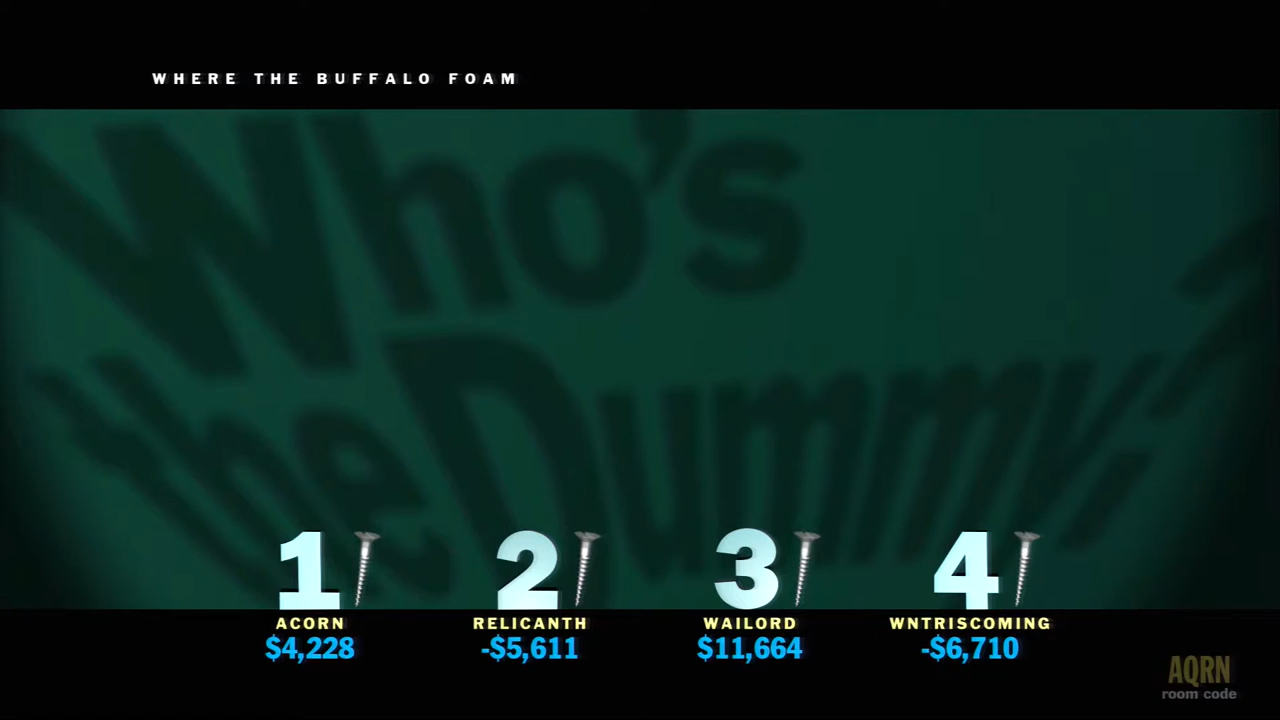 WHERE THE BUFFALO FOAM
Who's
the Dummy?
1 2 3 4
ACORN RELICANTH WAILORD WNTRISCOMING
$4,228 -$5,611 $11,664 -$6,710
AQRN
room code